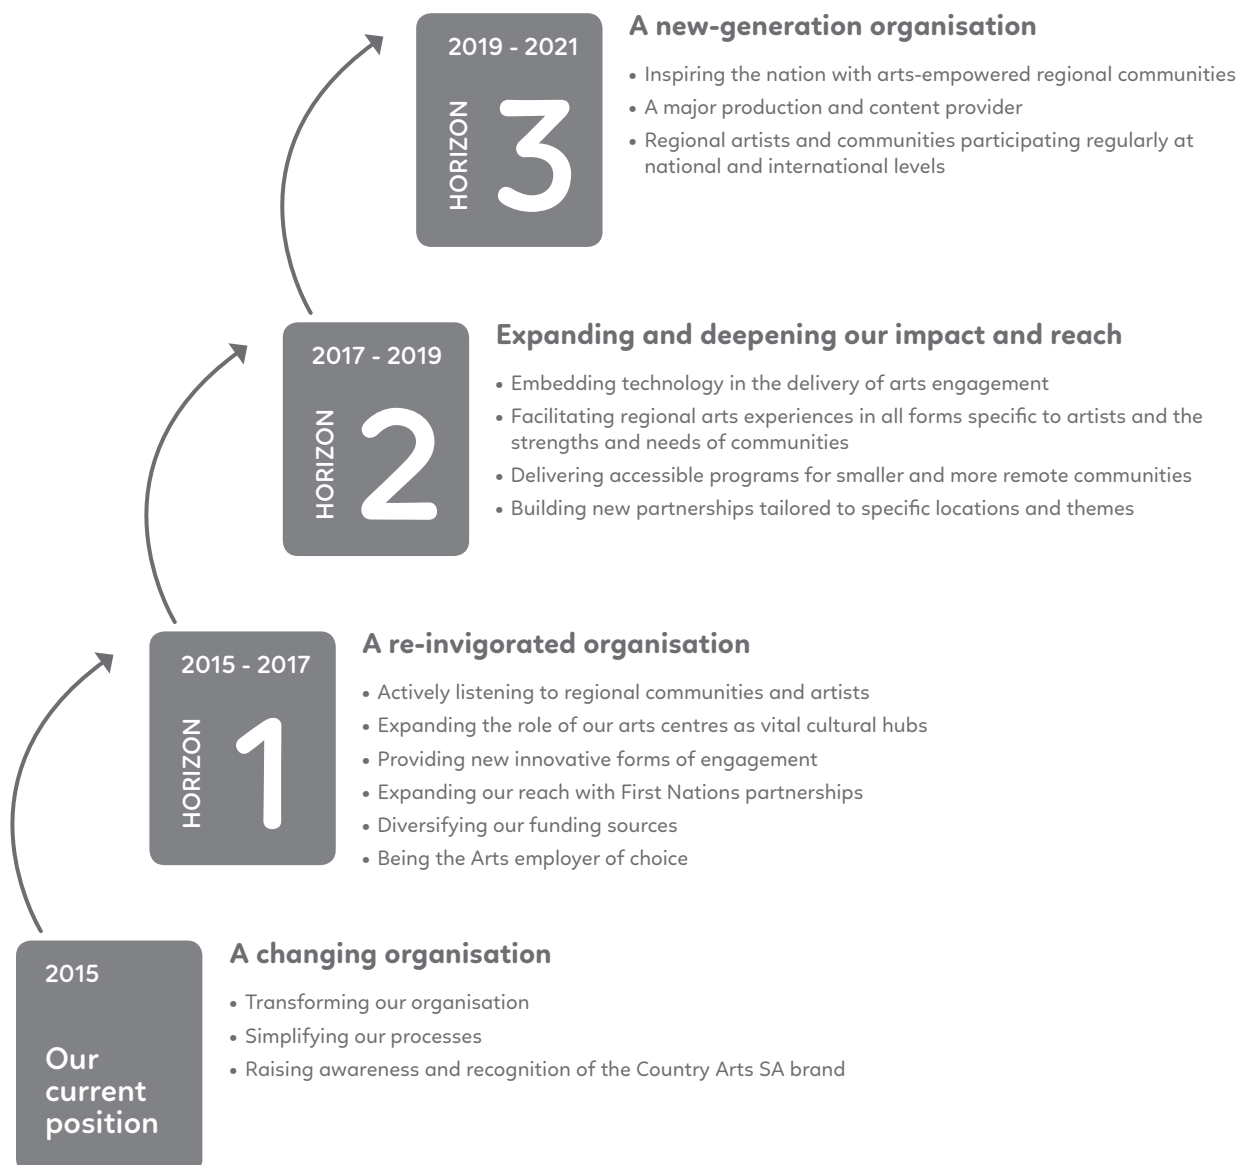 2019 - 2021
HORIZON
3
A new-generation organisation
• Inspiring the nation with arts-empowered regional communities
• A major production and content provider
• Regional artists and communities participating regularly at
national and international levels
2017 - 2019
HORIZON
2
Expanding and deepening our impact and reach
• Embedding technology in the delivery of arts engagement
• Facilitating regional arts experiences in all forms specific to artists and the
strengths and needs of communities
• Delivering accessible programs for smaller and more remote communities
• Building new partnerships tailored to specific locations and themes
2015 - 2017
HORIZON
1
A re-invigorated organisation
• Actively listening to regional communities and artists
• Expanding the role of our arts centres as vital cultural hubs
• Providing new innovative forms of engagement
• Expanding our reach with First Nations partnerships
• Diversifying our funding sources
• Being the Arts employer of choice
2015
Our
current
position
A changing organisation
• Transforming our organisation
• Simplifying our processes
• Raising awareness and recognition of the Country Arts SA brand